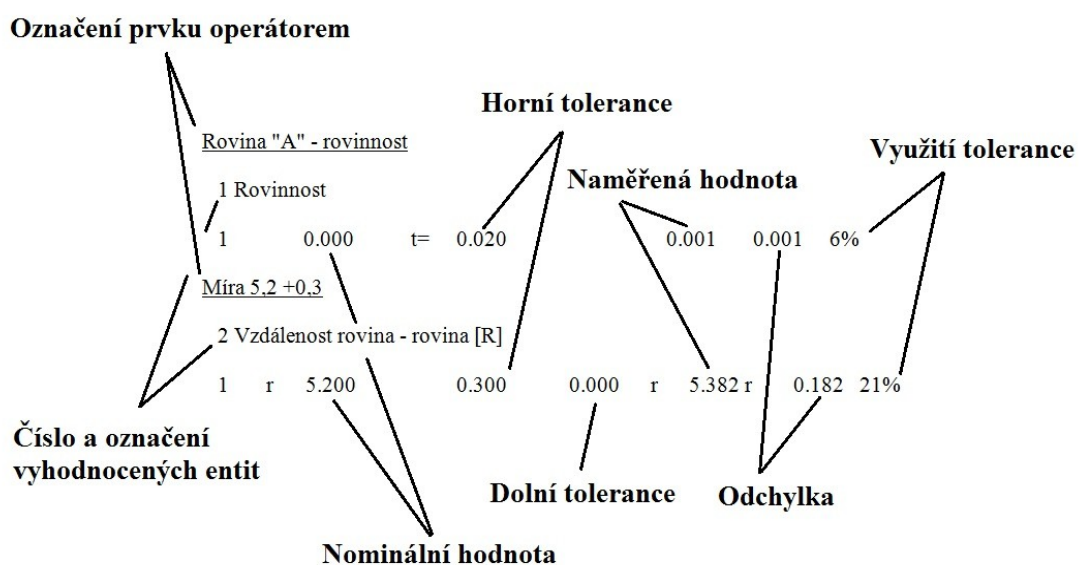 Označení prvku operátorem
Horní tolerance
Rovina "A" - rovinnost
Využití tolerance
Naměřená hodnota
1 Rovinnost
1 0.000 t= 0.020 0.001 0.001 6%
Míra 5,2 +0,3
2 Vzdálenost rovina - rovina [R]
1 r 5.200 0.300 0.000 r 5.382 r 0.182 21%
Číslo a označení
vyhodnocených entit
Dolní tolerance
Odchylka
Nominální hodnota